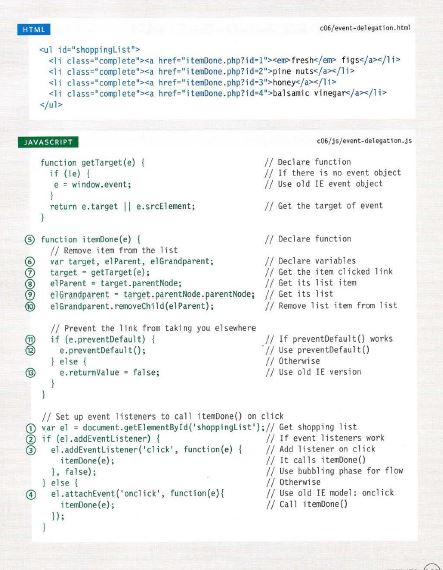 HTML c06/event-delegation.html
<ul id="shoppingList">
<li class="complete"><a href="itemDone.php?id=1"><em>fresh</em> figs</a></li>
<li class="complete"><a href="itemDone.php?id=2">pine nuts</a></li>
<li class="complete"><a href="itemDone.php?id=3">honey</a></li>
<li class="complete"><a href="itemDone.php?id=4">balsamic vinegar</a></li>
</ul>
JAVASCRIPT c06/js/event-delegation.js
function getTarget(e) { // Declare function
if (!e) { // If there is no event object
e = window.event; // Use old IE event object
}
return e.target || e.srcElement; // Get the target of event
}
5 function itemDone(e) { // Declare function
// Remove item from the list
6 var target, elParent, elGrandparent; // Declare variables
7 target = getTarget(e); // Get the item clicked link
8 elParent = target.parentNode; // Get its list item
9 elGrandparent = target.parentNode.parentNode; // Get its list
10 elGrandparent.removeChild(elParent); // Remove list item from list
// Prevent the link from taking you elsewhere
11 if (e.preventDefault) { // If preventDefault() works
12 e.preventDefault(); // Use preventDefault()
} else { // Otherwise
13 e.returnValue = false; // Use old IE version
}
}
// Set up event listeners to call itemDone() on click
1 var el = document.getElementById('shoppingList');// Get shopping list
2 if (el.addEventListener) { // If event listeners work
3 el.addEventListener('click', function(e) { // Add listener on click
itemDone(e); // It calls itemDone()
}, false); // Use bubbling phase for flow
} else { // Otherwise
4 el.attachEvent('onclick', function(e){ // Use old IE model: onclick
itemDone(e); // Call itemDone()
});
}